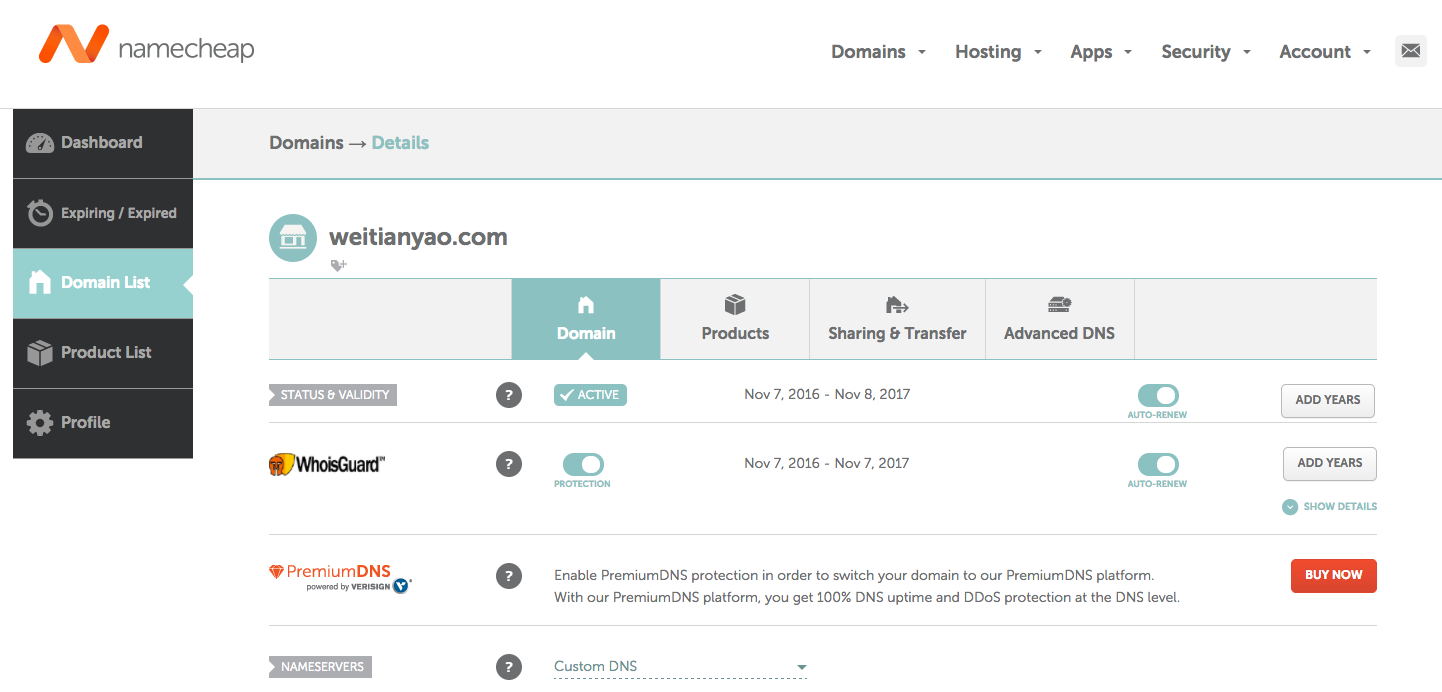 namecheap
Domains Hosting Apps Security Account
Dashboard
Expiring / Expired
Domain List
Product List
Profile
Domains → Details
weitianyao.com
Domain Products Sharing & Transfer Advanced DNS
STATUS & VALIDITY ? ACTIVE Nov 7, 2016 - Nov 8, 2017 AUTO-RENEW ADD YEARS
WhoisGuard™ ? PROTECTION Nov 7, 2016 - Nov 7, 2017 AUTO-RENEW ADD YEARS
SHOW DETAILS
PremiumDNS
powered by VERISIGN
? Enable PremiumDNS protection in order to switch your domain to our PremiumDNS platform.
With our PremiumDNS platform, you get 100% DNS uptime and DDoS protection at the DNS level.
BUY NOW
NAMESERVERS ? Custom DNS